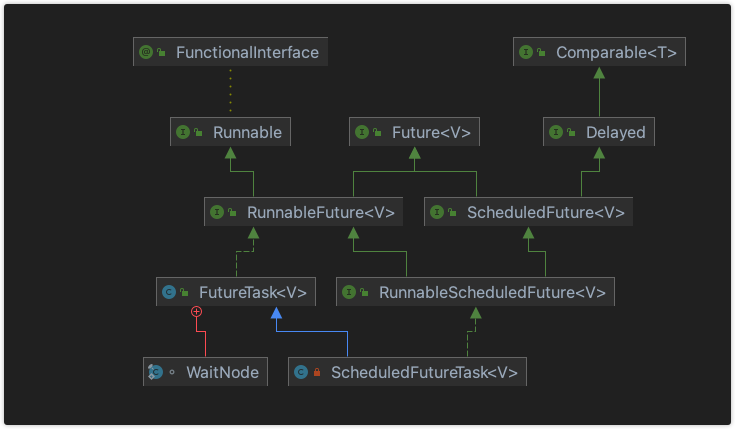 @ FunctionalInterface
I Comparable<T>
I Runnable
I Future<V>
I Delayed
I RunnableFuture<V>
I ScheduledFuture<V>
C FutureTask<V>
I RunnableScheduledFuture<V>
C WaitNode
C ScheduledFutureTask<V>